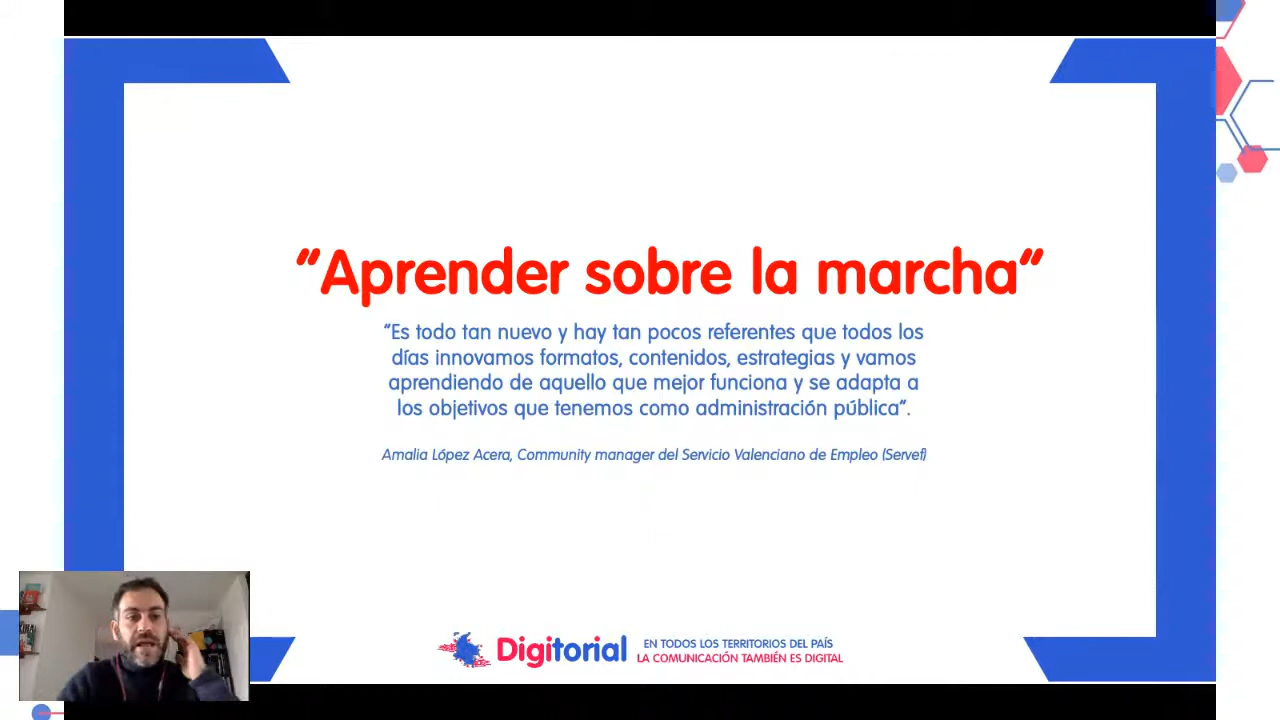 “Aprender sobre la marcha“
“Es todo tan nuevo y hay tan pocos referentes que todos los
días innovamos formatos, contenidos, estrategias y vamos
aprendiendo de aquello que mejor funciona y se adapta a
los objetivos que tenemos como administración pública“.
Amalia López Acera, Community manager del Servicio Valenciano de Empleo (Servef)
Digitorial
EN TODOS LOS TERRITORIOS DEL PAÍS
LA COMUNICACIÓN TAMBIÉN ES DIGITAL